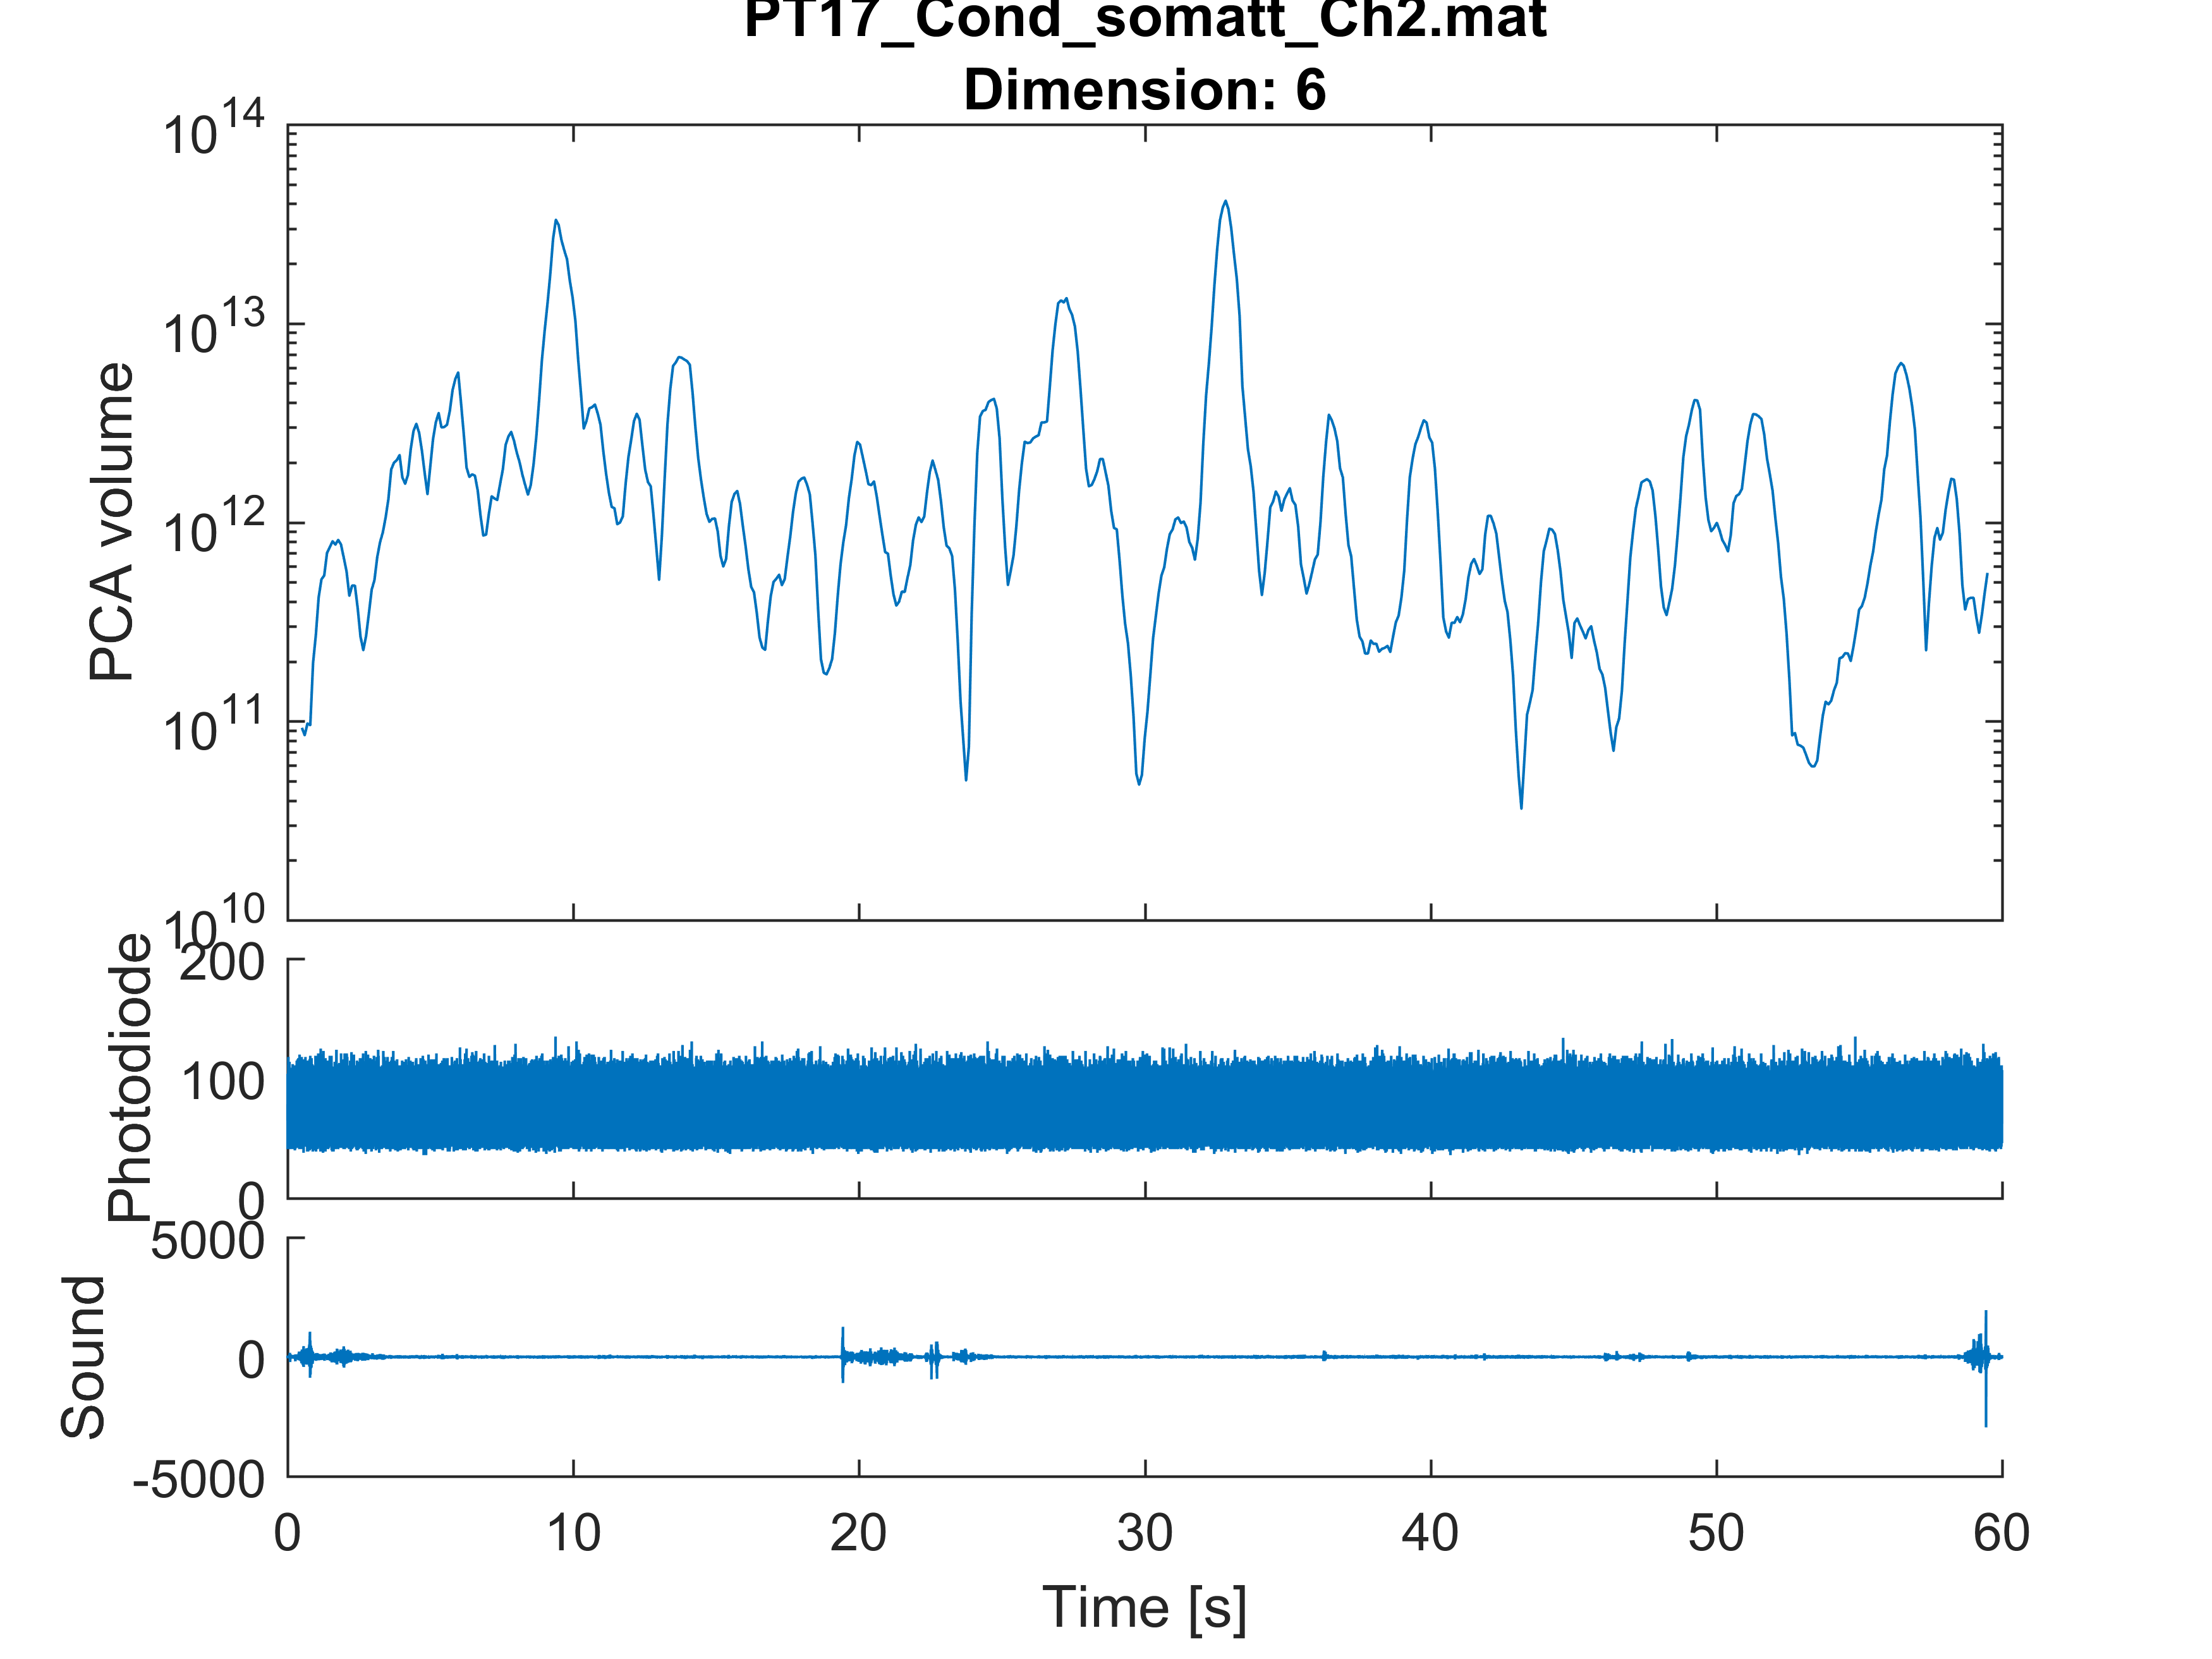 PT17_Cond_somatt_Ch2.mat
Dimension: 6
10^14
10^13
10^12
10^11
10^10
PCA volume
200
100
0
Photodiode
5000
0
-5000
Sound
0 10 20 30 40 50 60
Time [s]